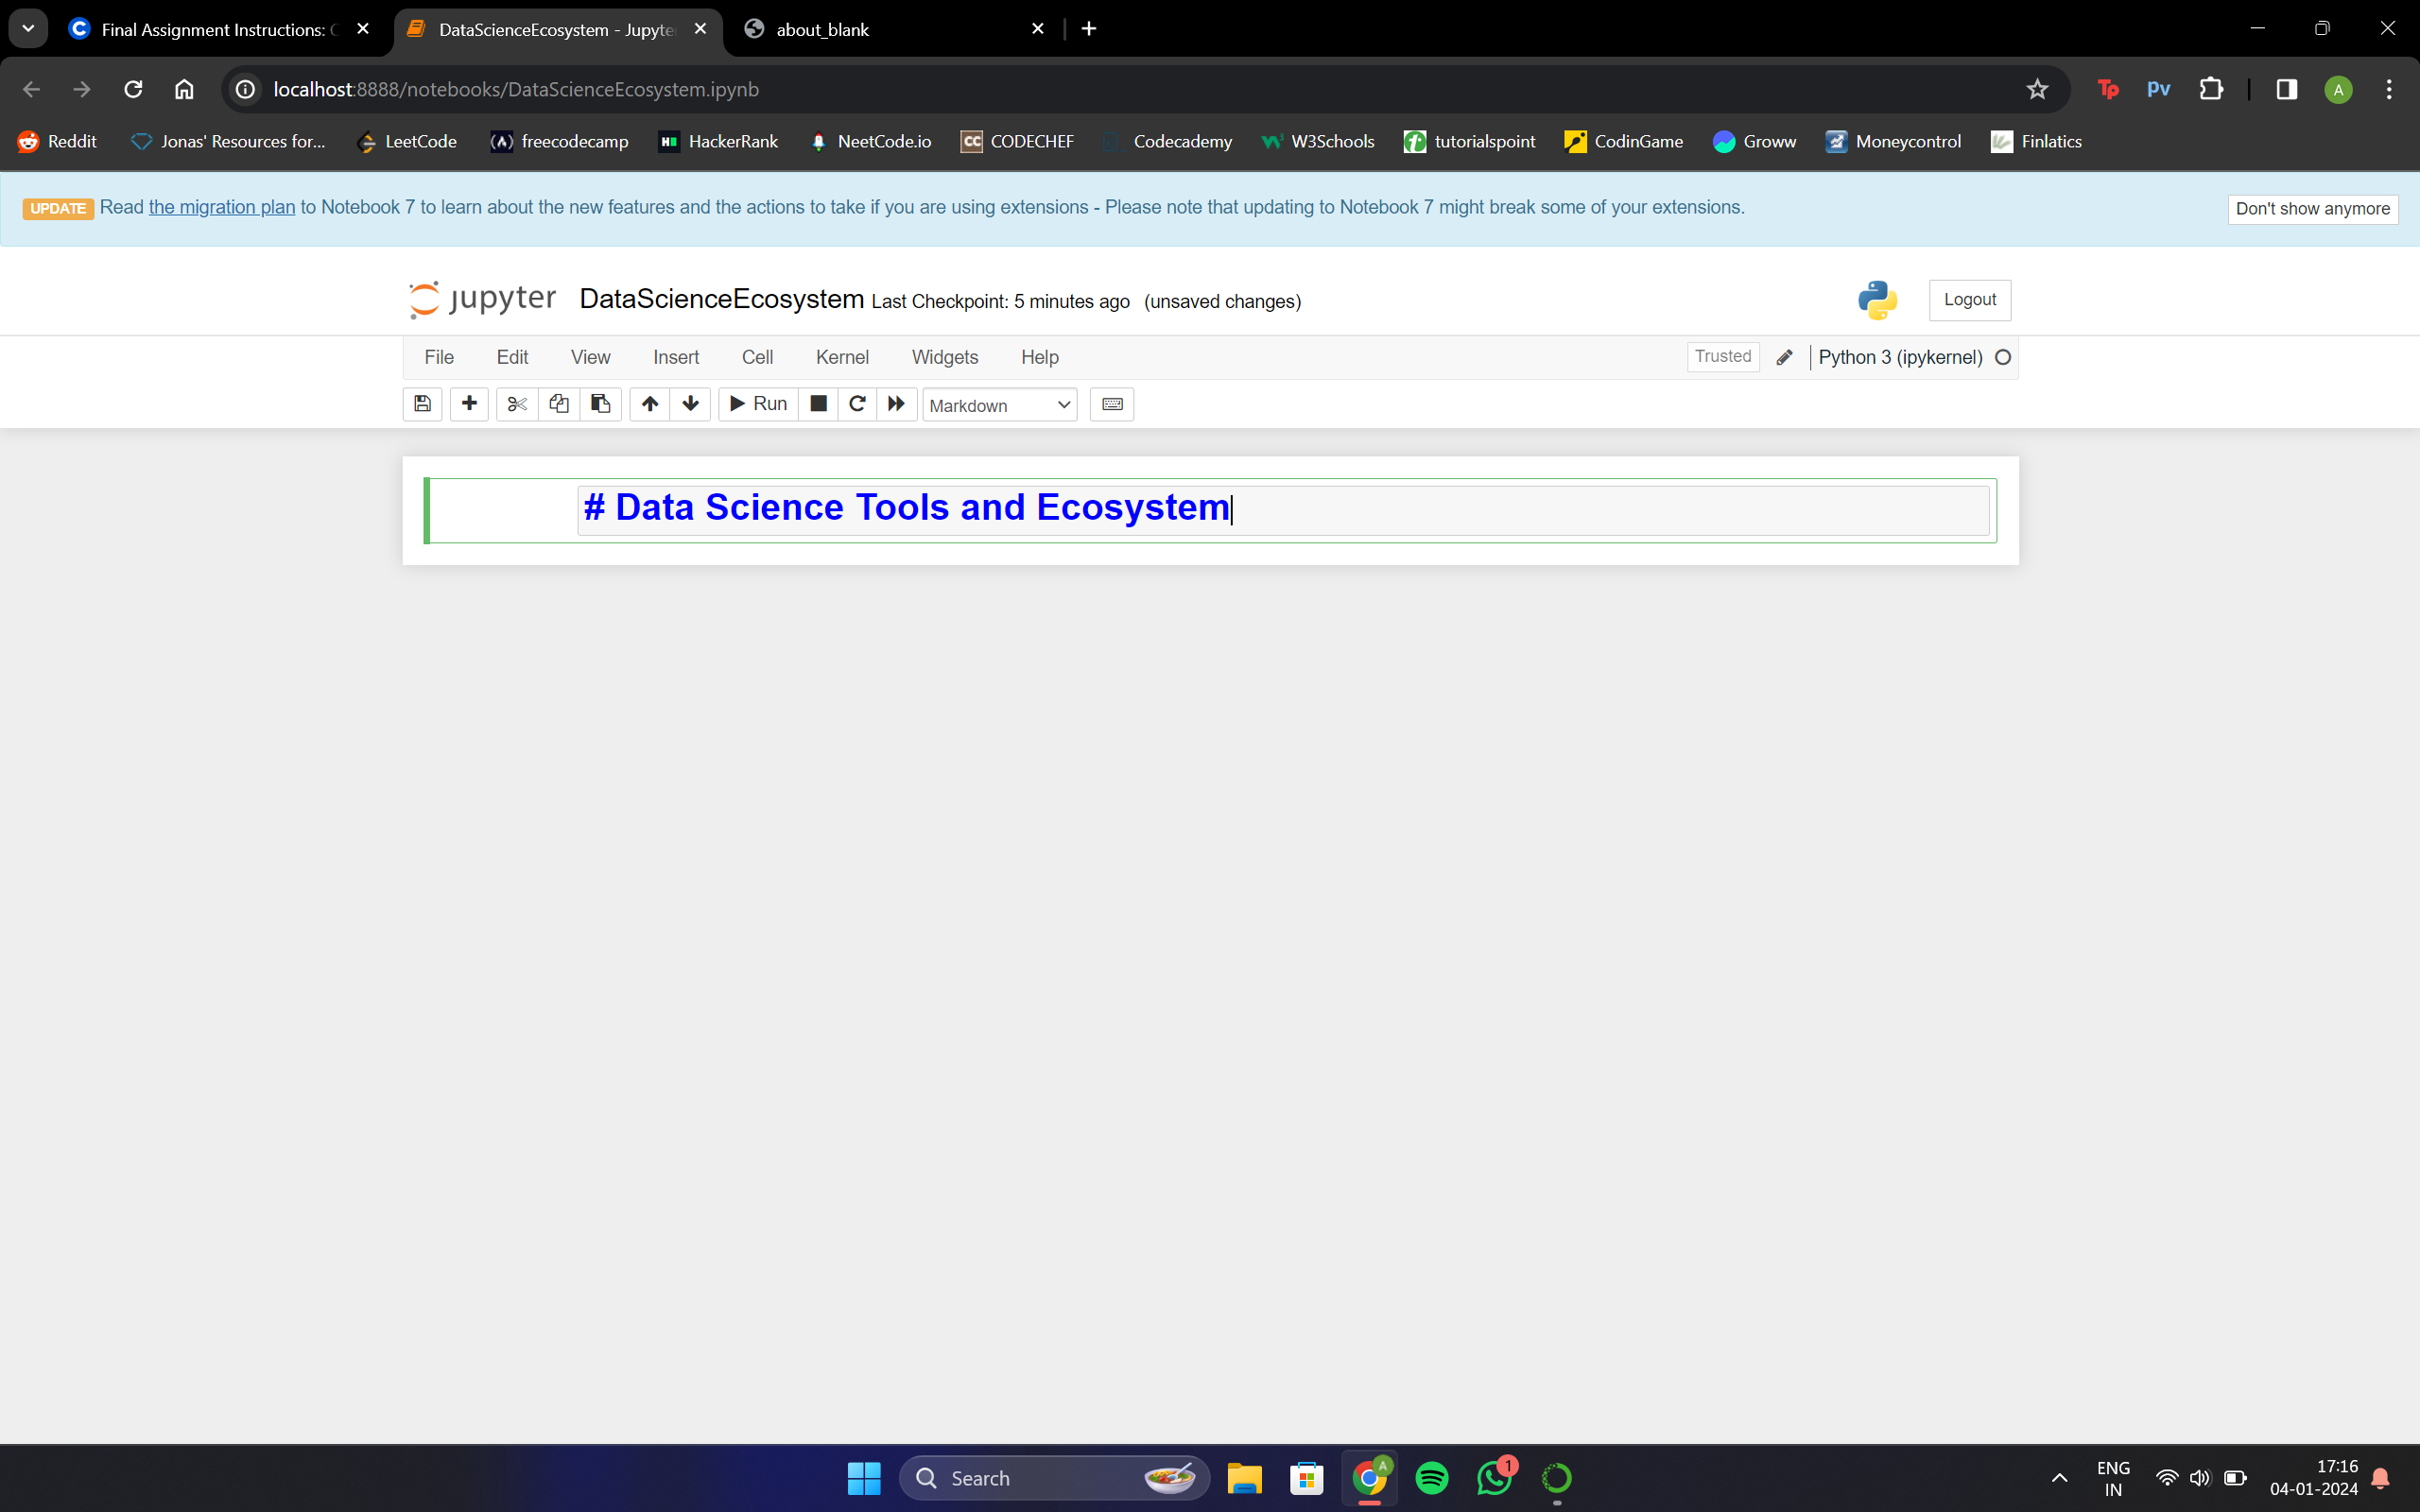 Final Assignment Instructions:
DataScienceEcosystem - Jupyte
about_blank
localhost:8888/notebooks/DataScienceEcosystem.ipynb
Tp
pv
A
Reddit
Jonas' Resources for...
LeetCode
freecodecamp
HackerRank
NeetCode.io
CC CODECHEF
Codecademy
W3Schools
tutorialspoint
CodinGame
Groww
Moneycontrol
Finlatics
UPDATE Read the migration plan to Notebook 7 to learn about the new features and the actions to take if you are using extensions - Please note that updating to Notebook 7 might break some of your extensions.
Don't show anymore
jupyter DataScienceEcosystem Last Checkpoint: 5 minutes ago (unsaved changes)
Logout
File Edit View Insert Cell Kernel Widgets Help
Trusted
Python 3 (ipykernel)
Run
Markdown
# Data Science Tools and Ecosystem
Search
A
1
ENG
IN
17:16
04-01-2024